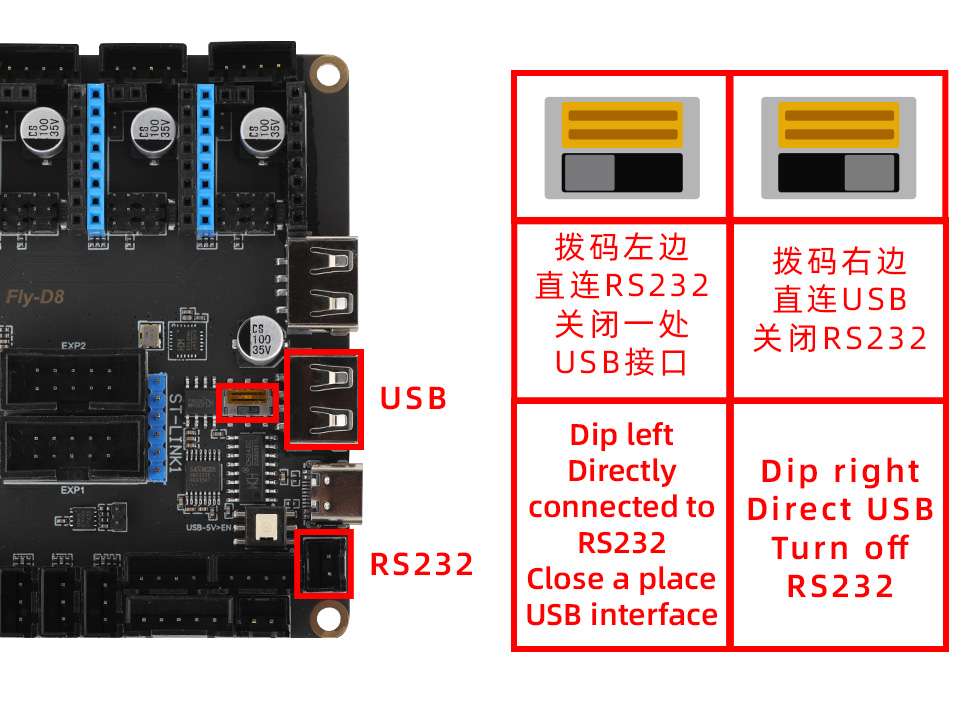 CS
100
35V
CS
100
35V
CS
100
35V
Fly-D8
CS
100
35V
EXP2
ST-LINK1
EXP1
USB-5V>EN
USB
RS232
拨码左边
直连RS232
关闭一处
USB接口
拨码右边
直连USB
关闭RS232
Dip left
Directly
connected to
RS232
Close a place
USB interface
Dip right
Direct USB
Turn off
RS232